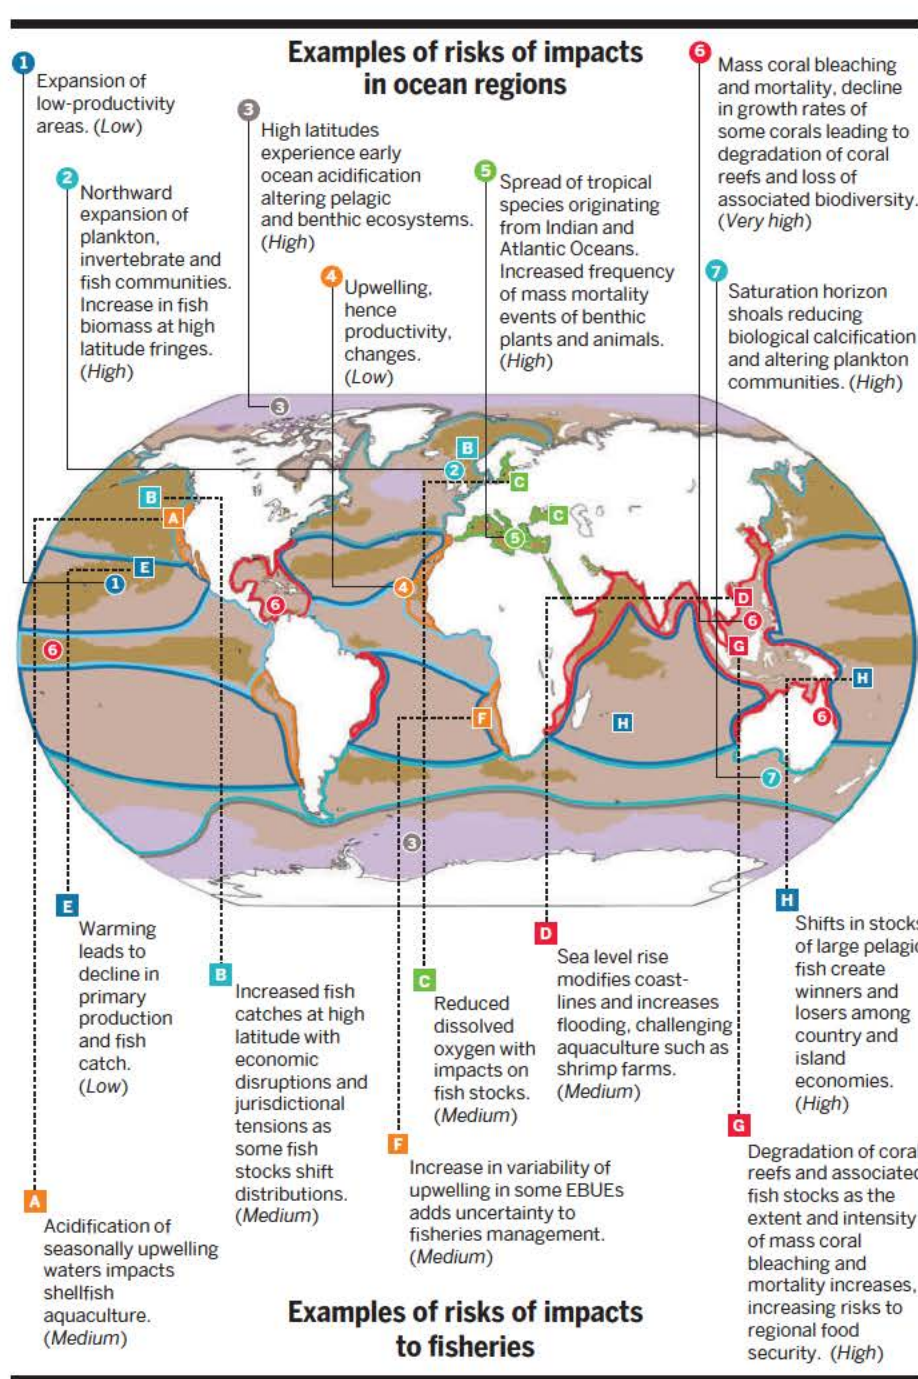 Examples of risks of impacts
in ocean regions
1
Expansion of
low-productivity
areas. (Low)
2
Northward
expansion of
plankton,
invertebrate and
fish communities.
Increase in fish
biomass at high
latitude fringes.
(High)
3
High latitudes
experience early
ocean acidification
altering pelagic
and benthic ecosystems.
(High)
4
Upwelling,
hence
productivity,
changes.
(Low)
5
Spread of tropical
species originating
from Indian and
Atlantic Oceans.
Increased frequency
of mass mortality
events of benthic
plants and animals.
(High)
6
Mass coral bleaching
and mortality, decline
in growth rates of
some corals leading to
degradation of coral
reefs and loss of
associated biodiversity.
(Very high)
7
Saturation horizon
shoals reducing
biological calcification
and altering plankton
communities. (High)
3
B
2
C
B
A
C
5
E
1
4
6
D
6
G
6
H
F
H
6
7
3
E
Warming
leads to
decline in
primary
production
and fish
catch.
(Low)
A
Acidification of
seasonally upwelling
waters impacts
shellfish
aquaculture.
(Medium)
B
Increased fish
catches at high
latitude with
economic
disruptions and
jurisdictional
tensions as
some fish
stocks shift
distributions.
(Medium)
C
Reduced
dissolved
oxygen with
impacts on
fish stocks.
(Medium)
F
Increase in variability of
upwelling in some EBUEs
adds uncertainty to
fisheries management.
(Medium)
D
Sea level rise
modifies coast-
lines and increases
flooding, challenging
aquaculture such as
shrimp farms.
(Medium)
H
Shifts in stocks
of large pelagic
fish create
winners and
losers among
country and
island
economies.
(High)
G
Degradation of coral
reefs and associated
fish stocks as the
extent and intensity
of mass coral
bleaching and
mortality increases,
increasing risks to
regional food
security. (High)
Examples of risks of impacts
to fisheries